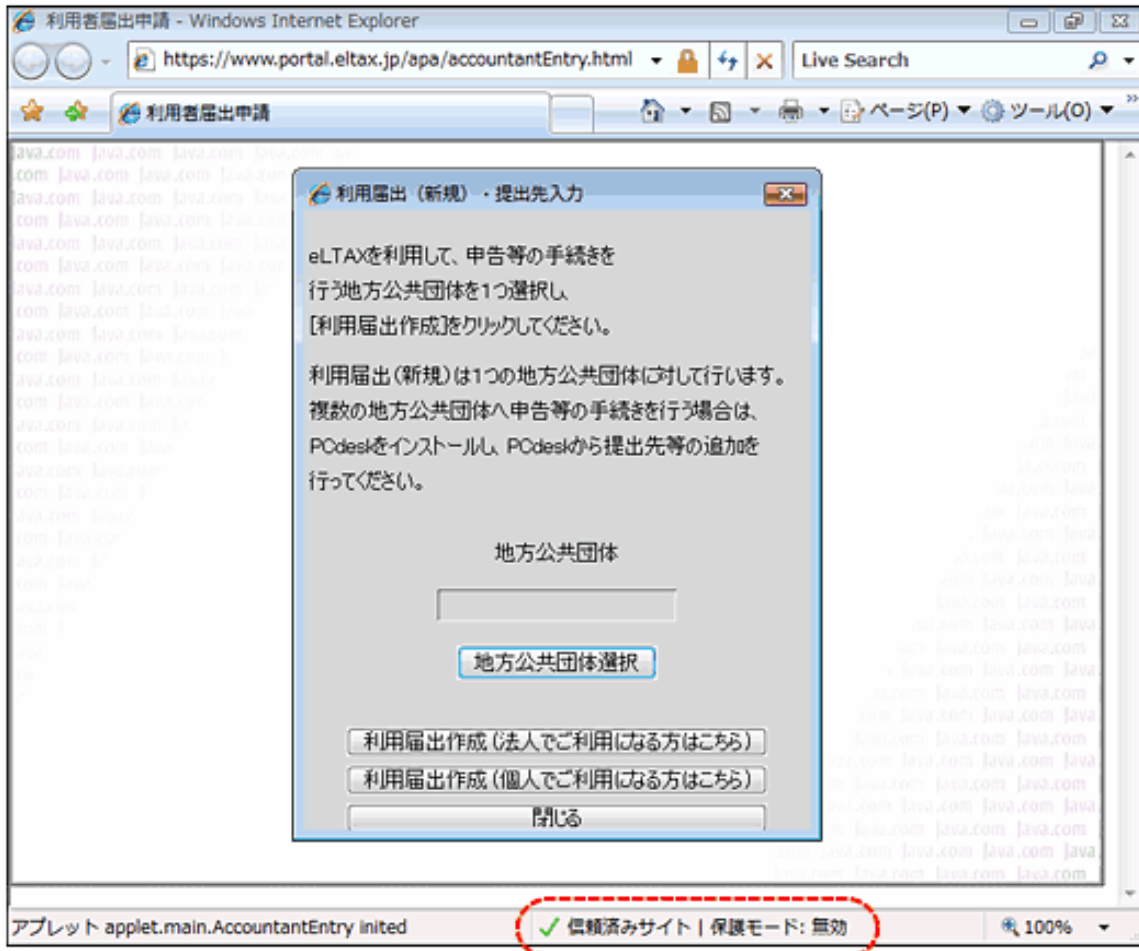 利用者届出申請 - Windows Internet Explorer
https://www.portal.eltax.jp/apa/accountantEntry.html
Live Search
利用者届出申請
ページ(P)
ツール(O)
利用届出（新規）・提出先入力
eLTAXを利用して、申告等の手続きを
行う地方公共団体を1つ選択し、
[利用届出作成]をクリックしてください。
利用届出(新規)は1つの地方公共団体に対して行います。
複数の地方公共団体へ申告等の手続きを行う場合は、
PCdeskをインストールし、PCdeskから提出先等の追加を
行ってください。
地方公共団体
地方公共団体選択
利用届出作成(法人でご利用になる方はこちら)
利用届出作成(個人でご利用になる方はこちら)
閉じる
アプレット applet.main.AccountantEntry inited
信頼済みサイト | 保護モード: 無効
100%